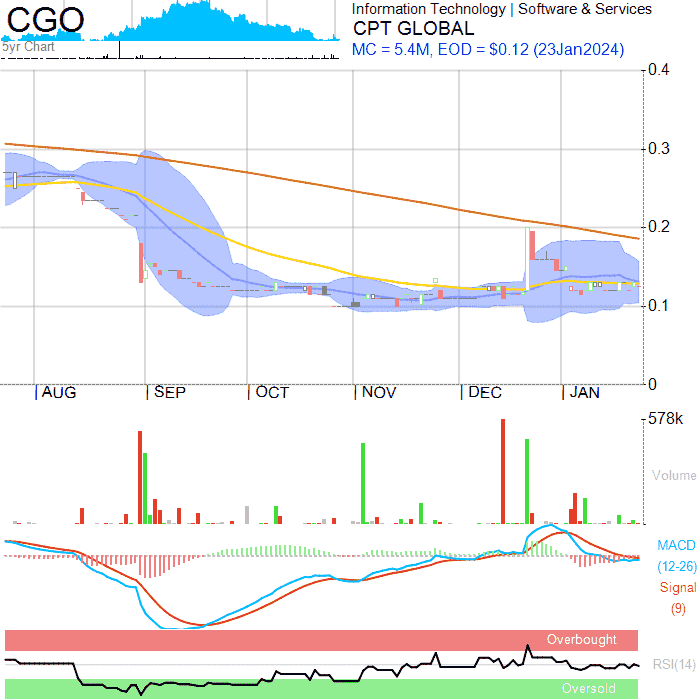 CGO
5yr Chart
Information Technology | Software & Services
CPT GLOBAL
MC = 5.4M, EOD = $0.12 (23Jan2024)
0.4
0.3
0.2
0.1
0
AUG
SEP
OCT
NOV
DEC
JAN
578k
Volume
MACD
(12-26)
Signal
(9)
Overbought
RSI(14)
Oversold